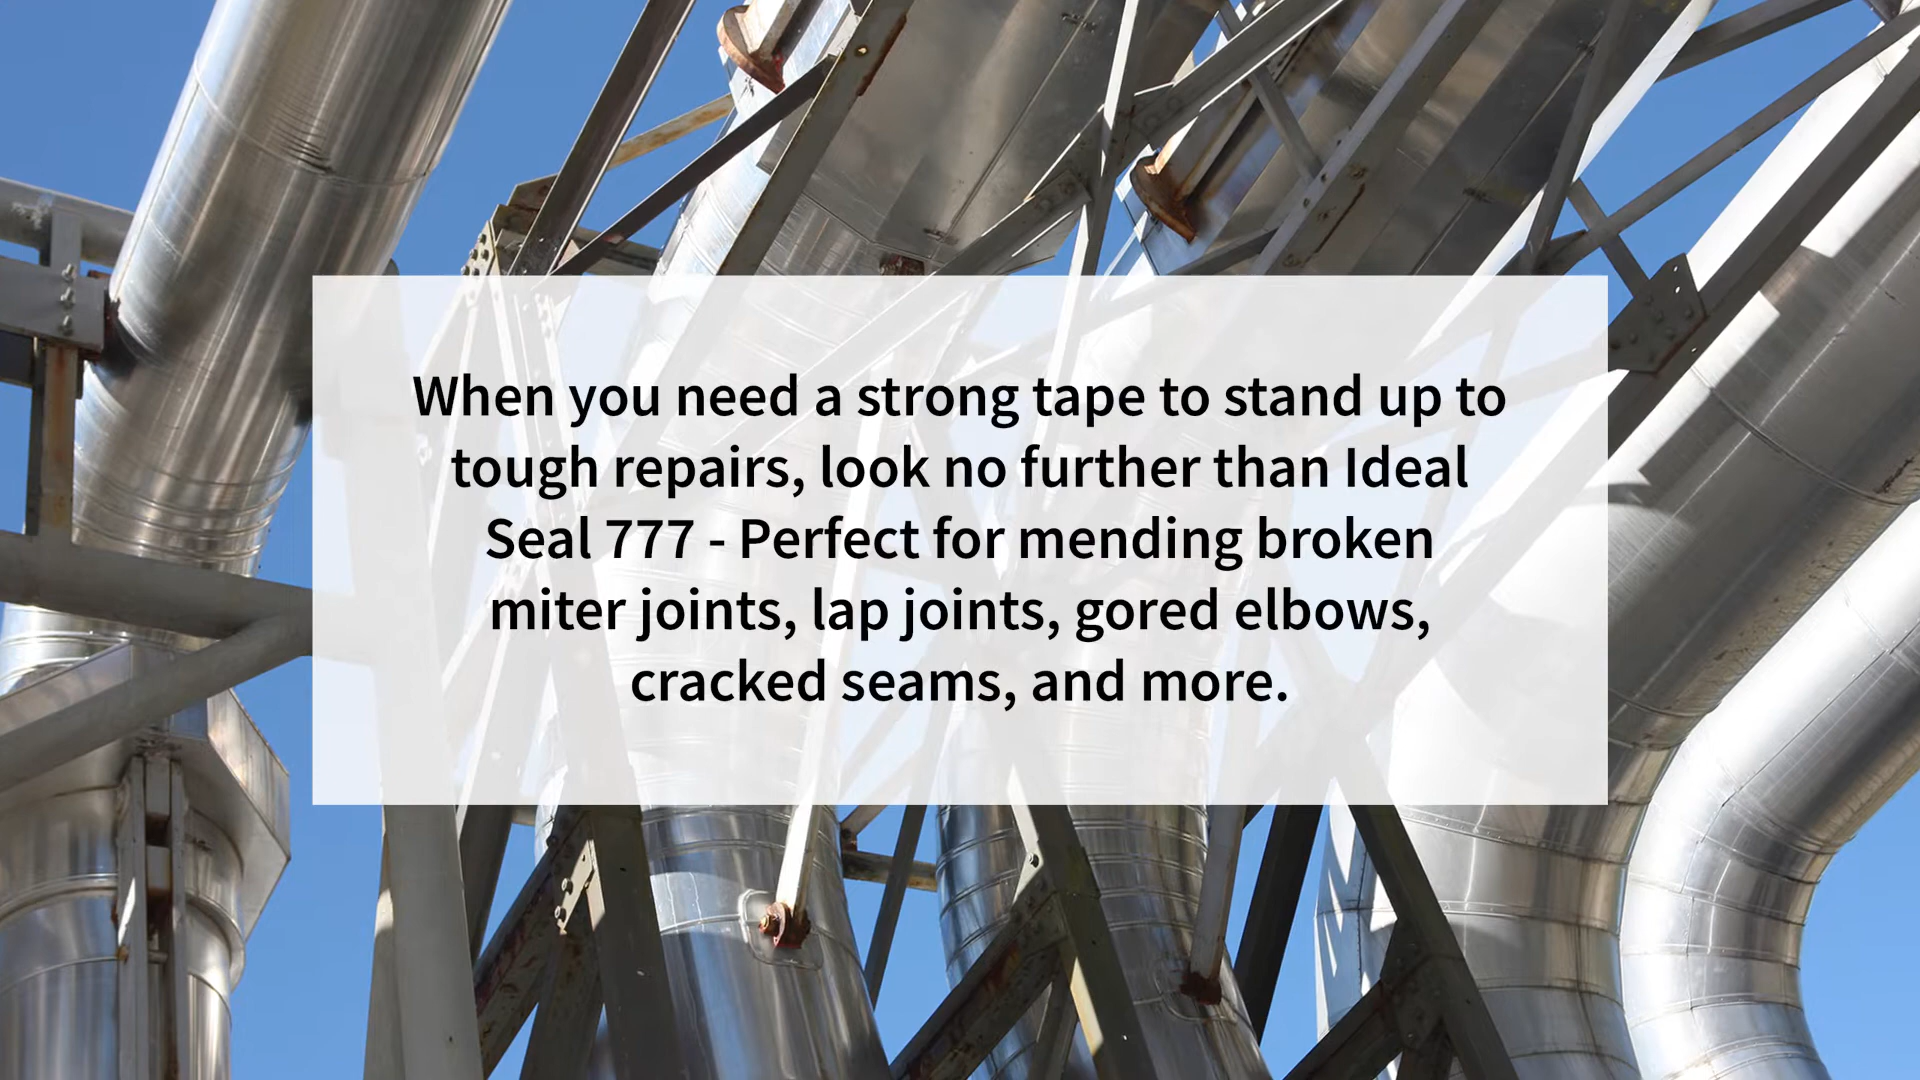 When you need a strong tape to stand up to
tough repairs, look no further than Ideal
Seal 777 - Perfect for mending broken
miter joints, lap joints, gored elbows,
cracked seams, and more.